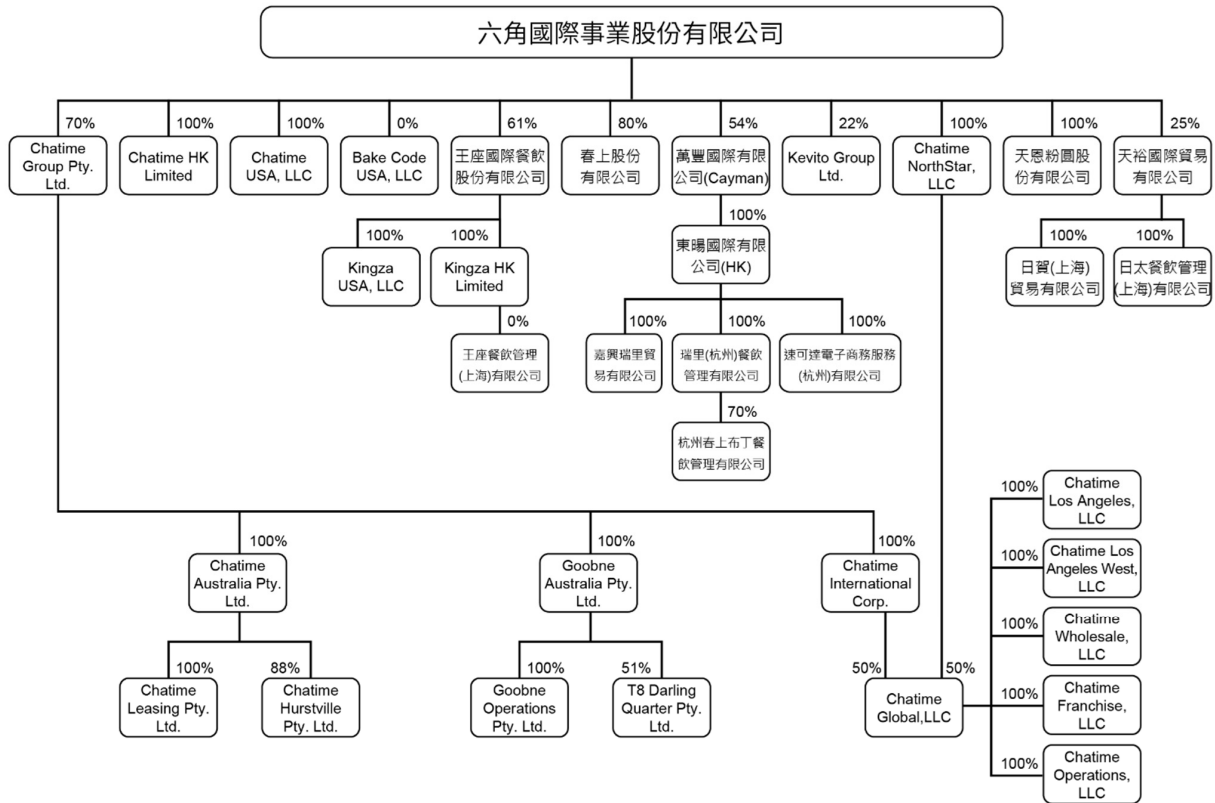 六角國際事業股份有限公司
70%
100%
100%
0%
61%
80%
54%
22%
100%
100%
25%
Chatime
Group Pty.
Ltd.
Chatime HK
Limited
Chatime
USA, LLC
Bake Code
USA, LLC
王座國際餐飲
股份有限公司
春上股份
有限公司
萬豐國際有限
公司(Cayman)
Kevito Group
Ltd.
Chatime
NorthStar,
LLC
天恩粉圓股
份有限公司
天裕國際貿易
有限公司
100%
100%
Kingza
USA, LLC
Kingza HK
Limited
100%
東暘國際有限
公司(HK)
100%
100%
日賀(上海)
貿易有限公司
日太餐飲管理
(上海)有限公司
0%
王座餐飲管理
(上海)有限公司
100%
100%
100%
嘉興瑞里貿
易有限公司
瑞里(杭州)餐飲
管理有限公司
速可達電子商務服務
(杭州)有限公司
70%
杭州春上布丁餐
飲管理有限公司
100%
Chatime
Australia Pty.
Ltd.
100%
Goobne
Australia Pty.
Ltd.
100%
Chatime
International
Corp.
100%
88%
Chatime
Leasing Pty.
Ltd.
Chatime
Hurstville
Pty. Ltd.
100%
51%
Goobne
Operations
Pty. Ltd.
T8 Darling
Quarter Pty.
Ltd.
50%
50%
Chatime
Global,LLC
100%
Chatime
Los Angeles,
LLC
100%
Chatime Los
Angeles West,
LLC
100%
Chatime
Wholesale,
LLC
100%
Chatime
Franchise,
LLC
100%
Chatime
Operations,
LLC